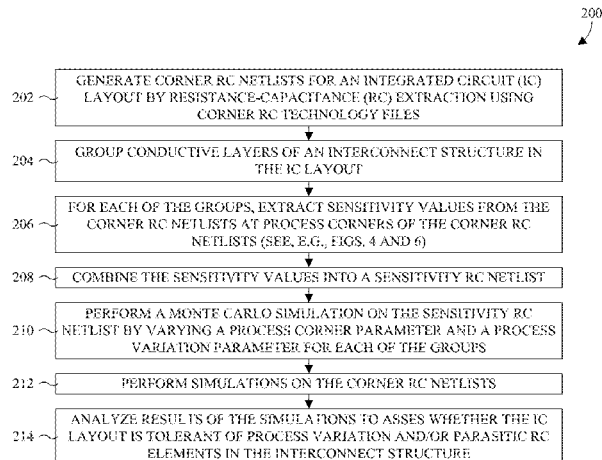 200
202
GENERATE CORNER RC NETLISTS FOR AN INTEGRATED CIRCUIT (IC)
LAYOUT BY RESISTANCE-CAPACITANCE (RC) EXTRACTION USING
CORNER RC TECHNOLOGY FILES
204
GROUP CONDUCTIVE LAYERS OF AN INTERCONNECT STRUCTURE IN
THE IC LAYOUT
206
FOR EACH OF THE GROUPS, EXTRACT SENSITIVITY VALUES FROM THE
CORNER RC NETLISTS AT PROCESS CORNERS OF THE CORNER RC
NETLISTS (SEE, E.G., FIGS. 4 AND 6)
208
COMBINE THE SENSITIVITY VALUES INTO A SENSITIVITY RC NETLIST
210
PERFORM A MONTE CARLO SIMULATION ON THE SENSITIVITY RC
NETLIST BY VARYING A PROCESS CORNER PARAMETER AND A PROCESS
VARIATION PARAMETER FOR EACH OF THE GROUPS
212
PERFORM SIMULATIONS ON THE CORNER RC NETLISTS
214
ANALYZE RESULTS OF THE SIMULATIONS TO ASSES WHETHER THE IC
LAYOUT IS TOLERANT OF PROCESS VARIATION AND/OR PARASITIC RC
ELEMENTS IN THE INTERCONNECT STRUCTURE